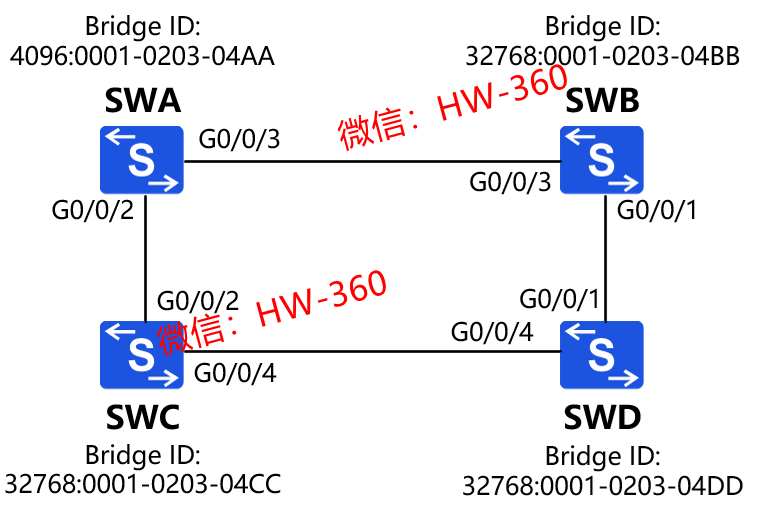 Bridge ID:
4096:0001-0203-04AA
SWA
Bridge ID:
32768:0001-0203-04BB
SWB
微信：HW-360
S
G0/0/3
G0/0/3
S
G0/0/2
G0/0/1
G0/0/2
微信：HW-360
G0/0/1
S
G0/0/4
G0/0/4
S
SWC
Bridge ID:
32768:0001-0203-04CC
SWD
Bridge ID:
32768:0001-0203-04DD